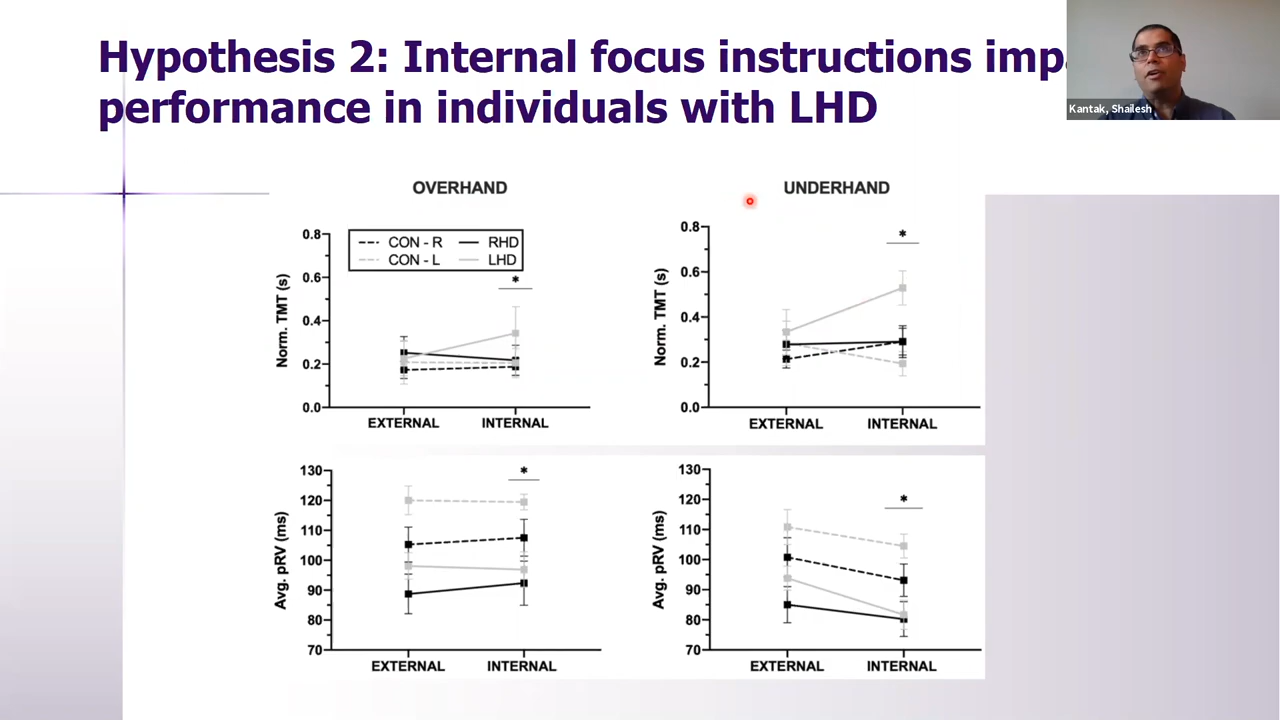 Hypothesis 2: Internal focus instructions
performance in individuals with LHD
Kantak, Shailesh
OVERHAND
0.8
0.6
0.4
0.2
0.0
Norm. TMT (s)
CON - R RHD
CON - L LHD
*
EXTERNAL INTERNAL
UNDERHAND
0.8
0.6
0.4
0.2
0.0
Norm. TMT (s)
*
EXTERNAL INTERNAL
130
120
110
100
90
80
70
Avg. pRV (ms)
*
EXTERNAL INTERNAL
130
120
110
100
90
80
70
Avg. pRV (ms)
*
EXTERNAL INTERNAL